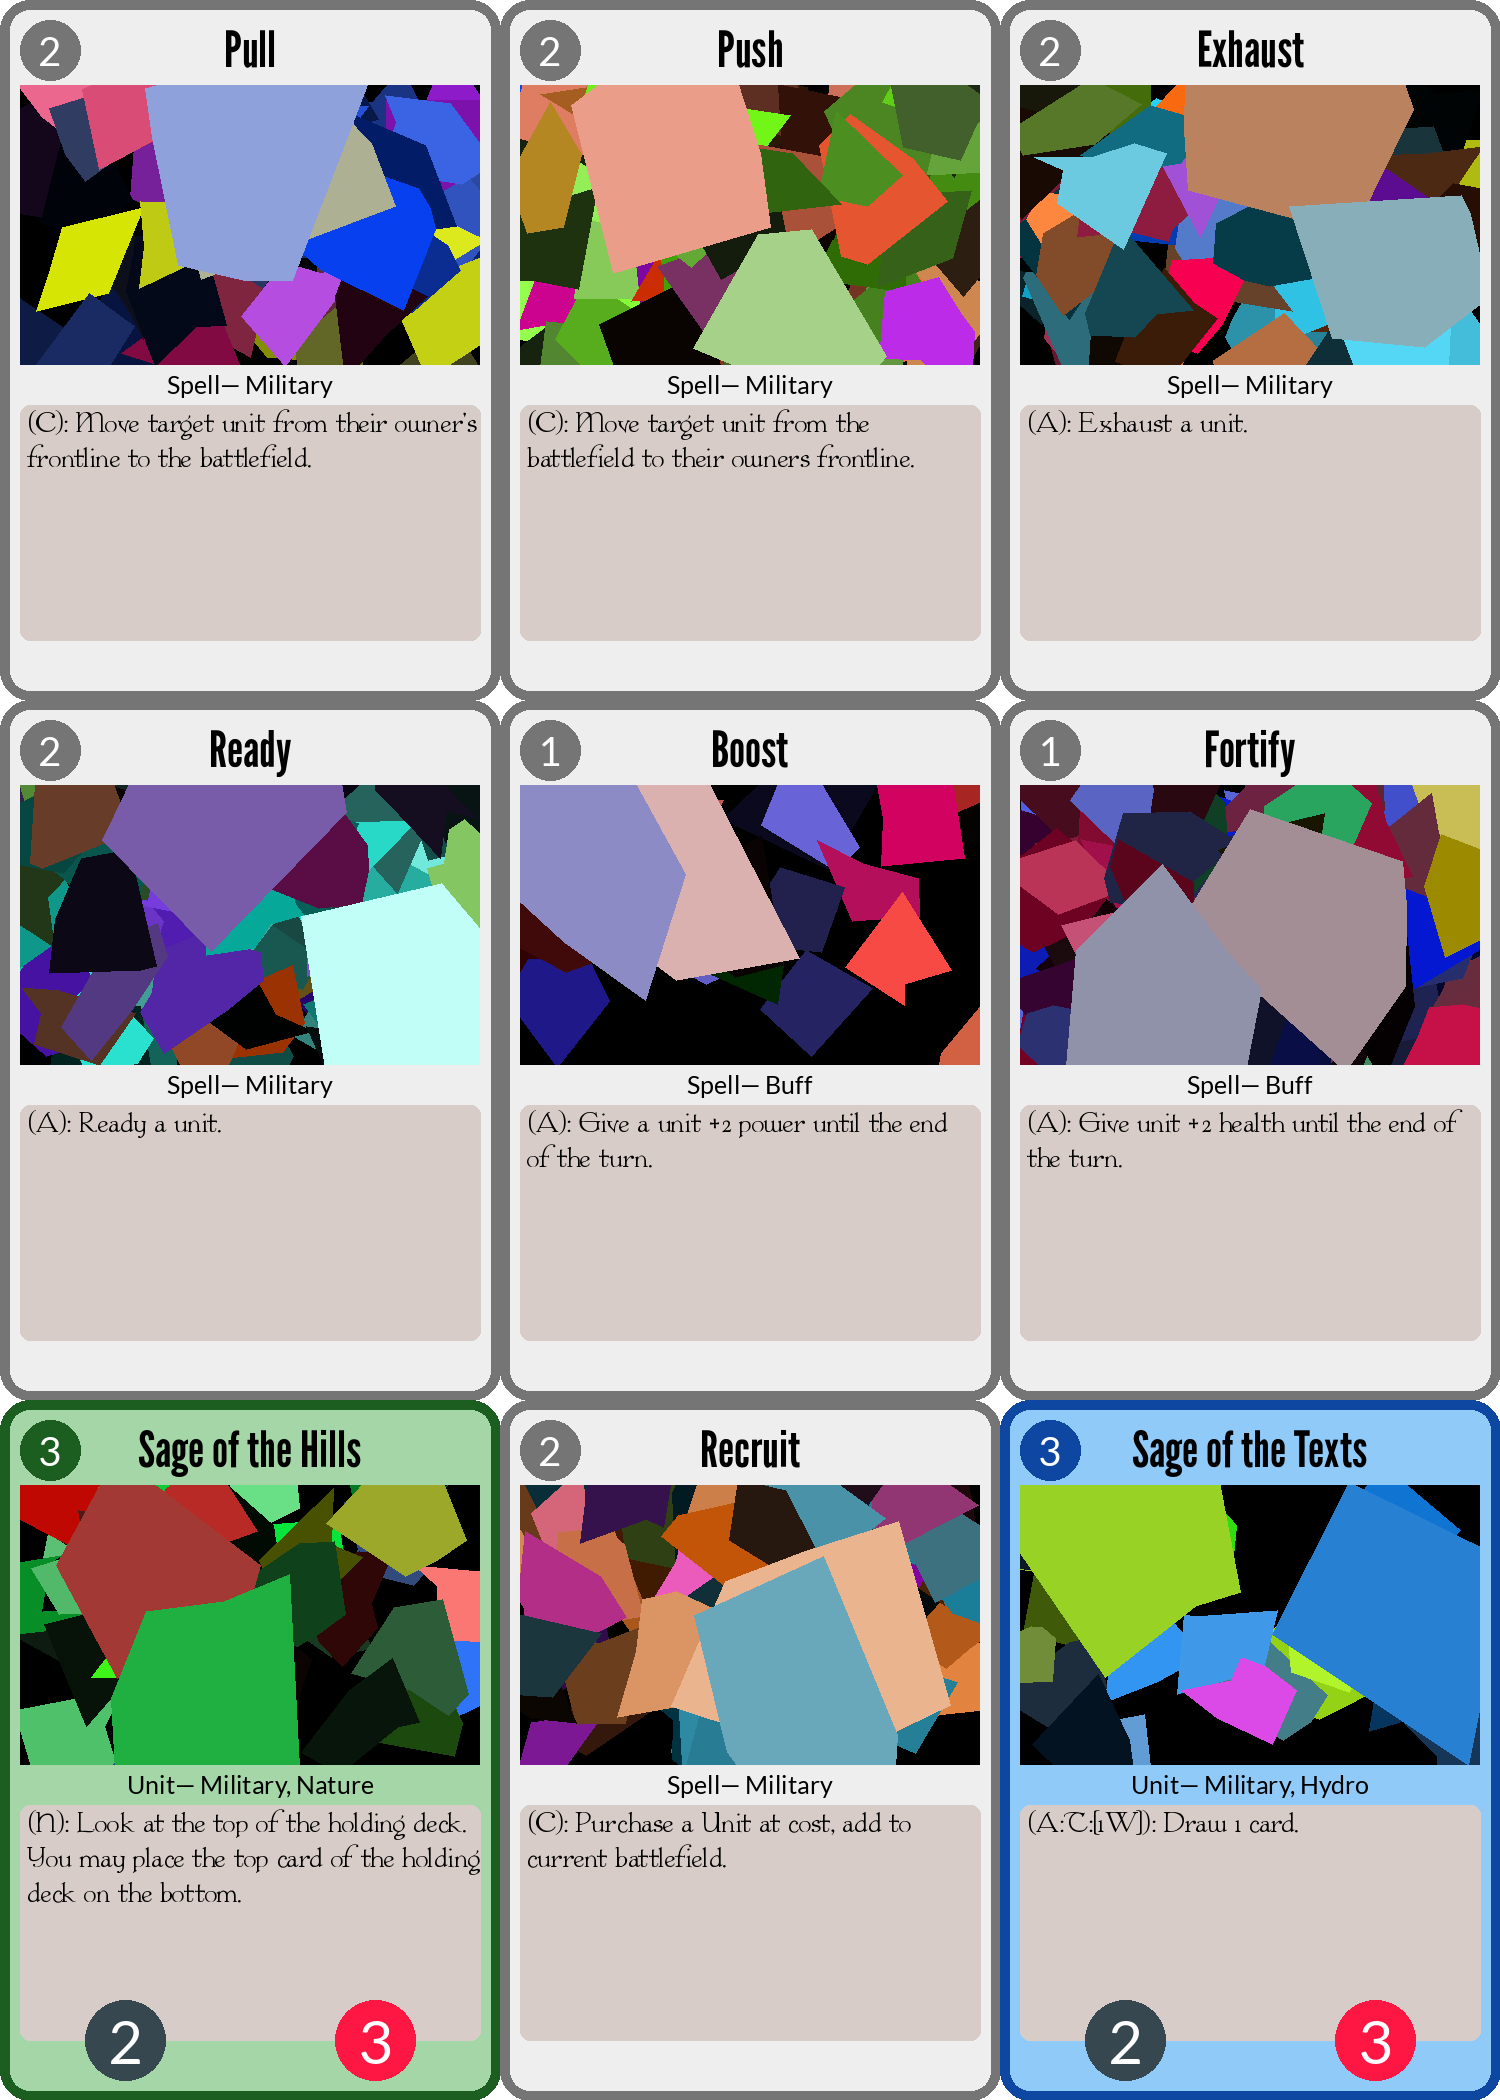 2 Pull
Spell— Military
(C): Move target unit from their owner's
frontline to the battlefield.
2 Push
Spell— Military
(C): Move target unit from the
battlefield to their owners frontline.
2 Exhaust
Spell— Military
(A): Exhaust a unit.
2 Ready
Spell— Military
(A): Ready a unit.
1 Boost
Spell— Buff
(A): Give a unit +2 power until the end
of the turn.
1 Fortify
Spell— Buff
(A): Give unit +2 health until the end of
the turn.
3 Sage of the Hills
Unit— Military, Nature
(N): Look at the top of the holding deck.
You may place the top card of the holding
deck on the bottom.
2 3
2 Recruit
Spell— Military
(C): Purchase a Unit at cost, add to
current battlefield.
3 Sage of the Texts
Unit— Military, Hydro
(A:T:[1W]): Draw 1 card.
2 3